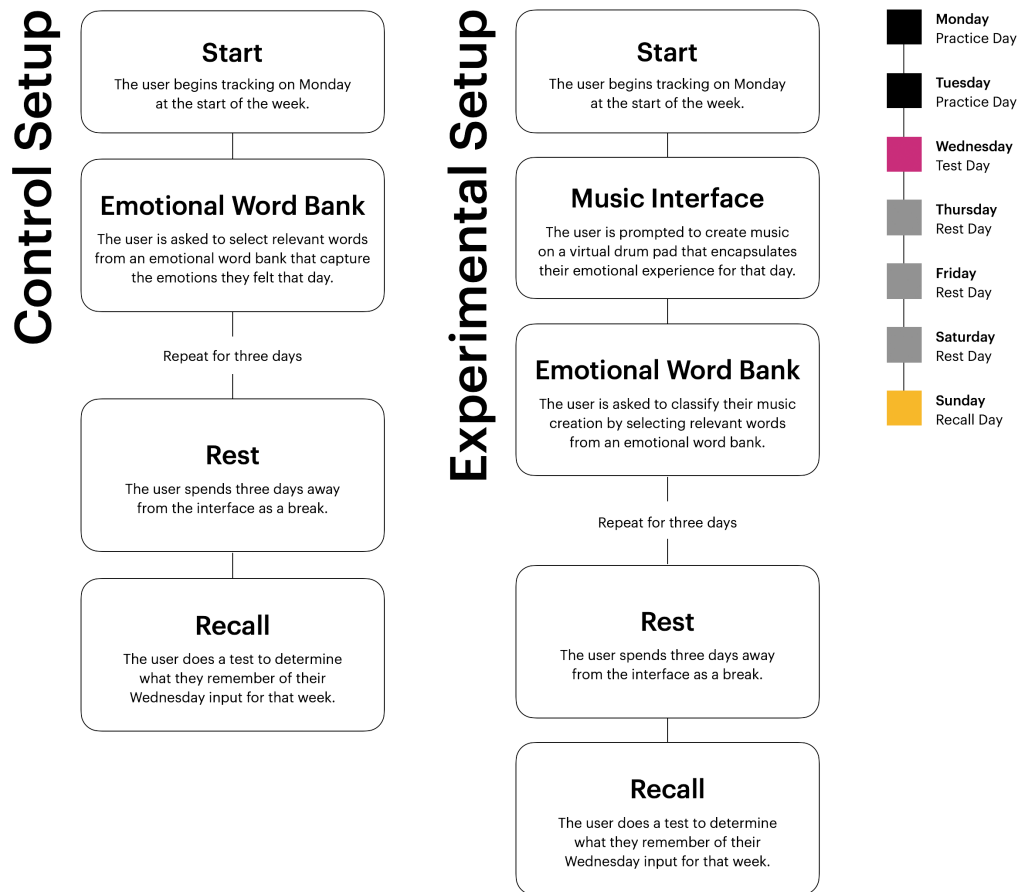 Control Setup
Start
The user begins tracking on Monday
at the start of the week.
Emotional Word Bank
The user is asked to select relevant words
from an emotional word bank that capture
the emotions they felt that day.
Repeat for three days
Rest
The user spends three days away
from the interface as a break.
Recall
The user does a test to determine
what they remember of their
Wednesday input for that week.
Experimental Setup
Start
The user begins tracking on Monday
at the start of the week.
Music Interface
The user is prompted to create music
on a virtual drum pad that encapsulates
their emotional experience for that day.
Emotional Word Bank
The user is asked to classify their music
creation by selecting relevant words
from an emotional word bank.
Repeat for three days
Rest
The user spends three days away
from the interface as a break.
Recall
The user does a test to determine
what they remember of their
Wednesday input for that week.
Monday
Practice Day
Tuesday
Practice Day
Wednesday
Test Day
Thursday
Rest Day
Friday
Rest Day
Saturday
Rest Day
Sunday
Recall Day